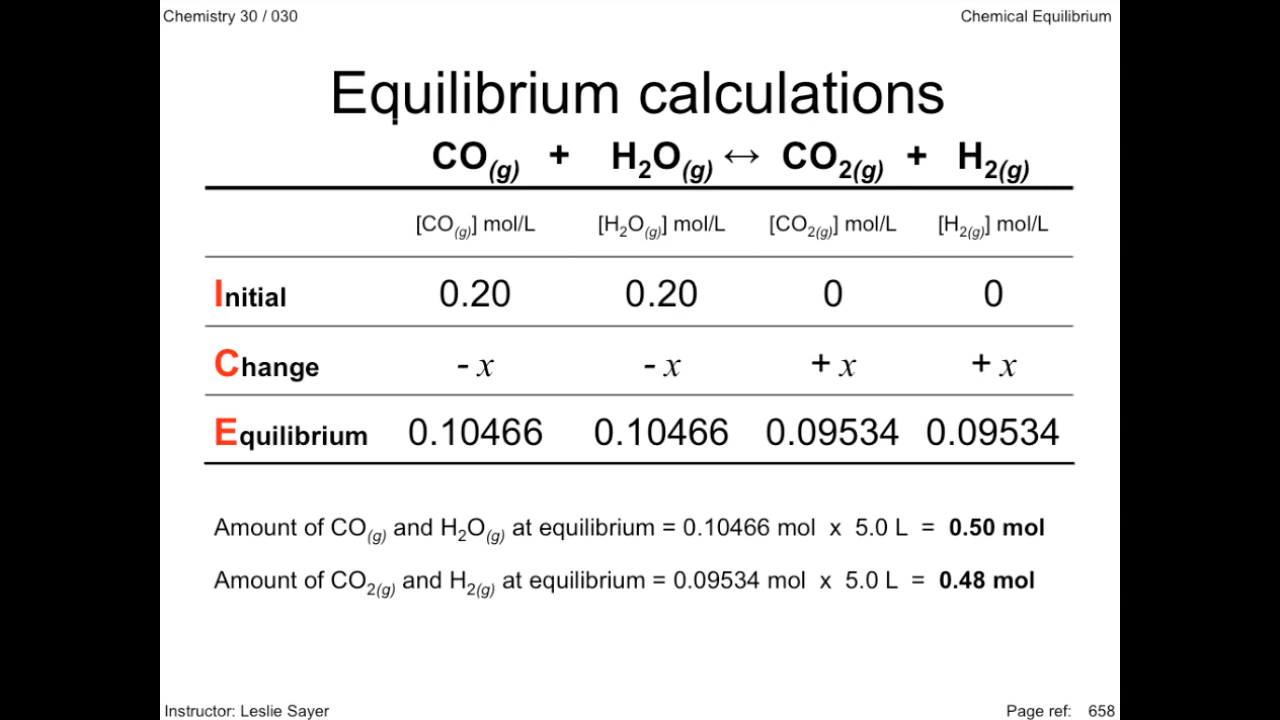 Chemistry 30 / 030 Chemical Equilibrium
Equilibrium calculations
CO(g) + H₂O(g) ↔ CO₂(g) + H₂(g)
[CO(g)] mol/L [H₂O(g)] mol/L [CO₂(g)] mol/L [H₂(g)] mol/L
Initial 0.20 0.20 0 0
Change - x - x + x + x
Equilibrium 0.10466 0.10466 0.09534 0.09534
Amount of CO(g) and H₂O(g) at equilibrium = 0.10466 mol x 5.0 L = 0.50 mol
Amount of CO₂(g) and H₂(g) at equilibrium = 0.09534 mol x 5.0 L = 0.48 mol
Instructor: Leslie Sayer Page ref: 658